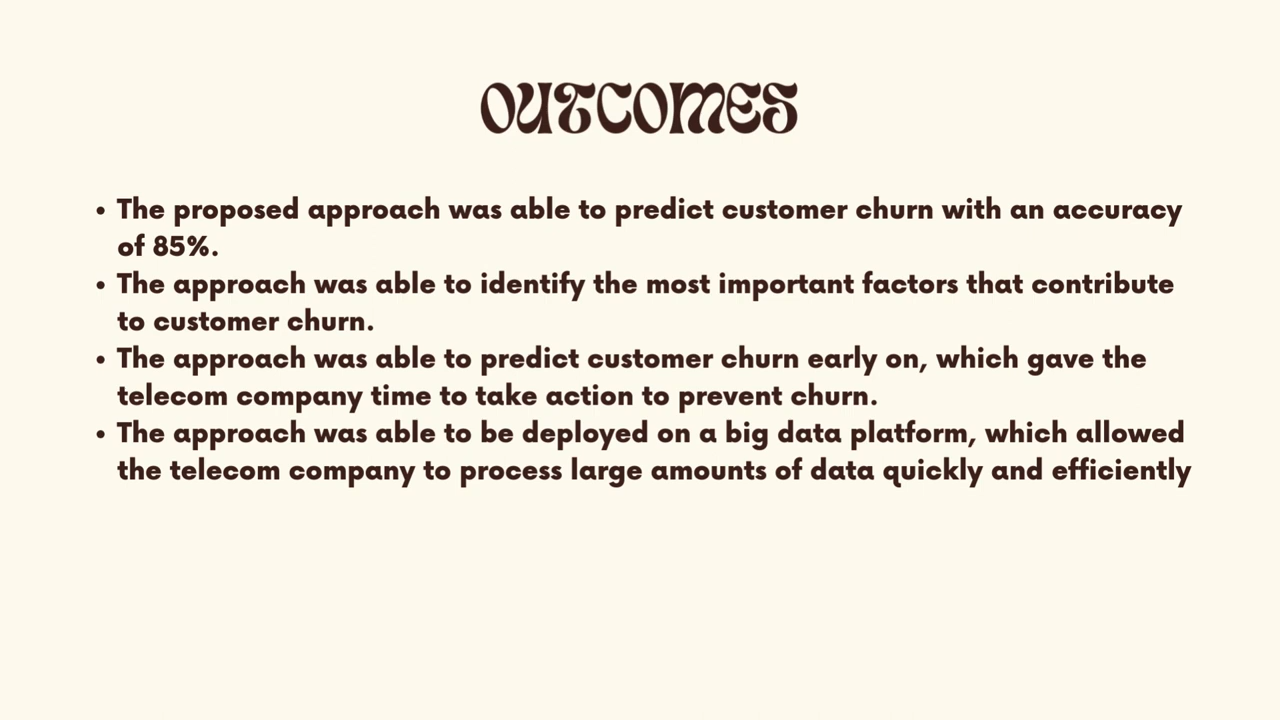 OUTCOMES
• The proposed approach was able to predict customer churn with an accuracy
of 85%.
• The approach was able to identify the most important factors that contribute
to customer churn.
• The approach was able to predict customer churn early on, which gave the
telecom company time to take action to prevent churn.
• The approach was able to be deployed on a big data platform, which allowed
the telecom company to process large amounts of data quickly and efficiently